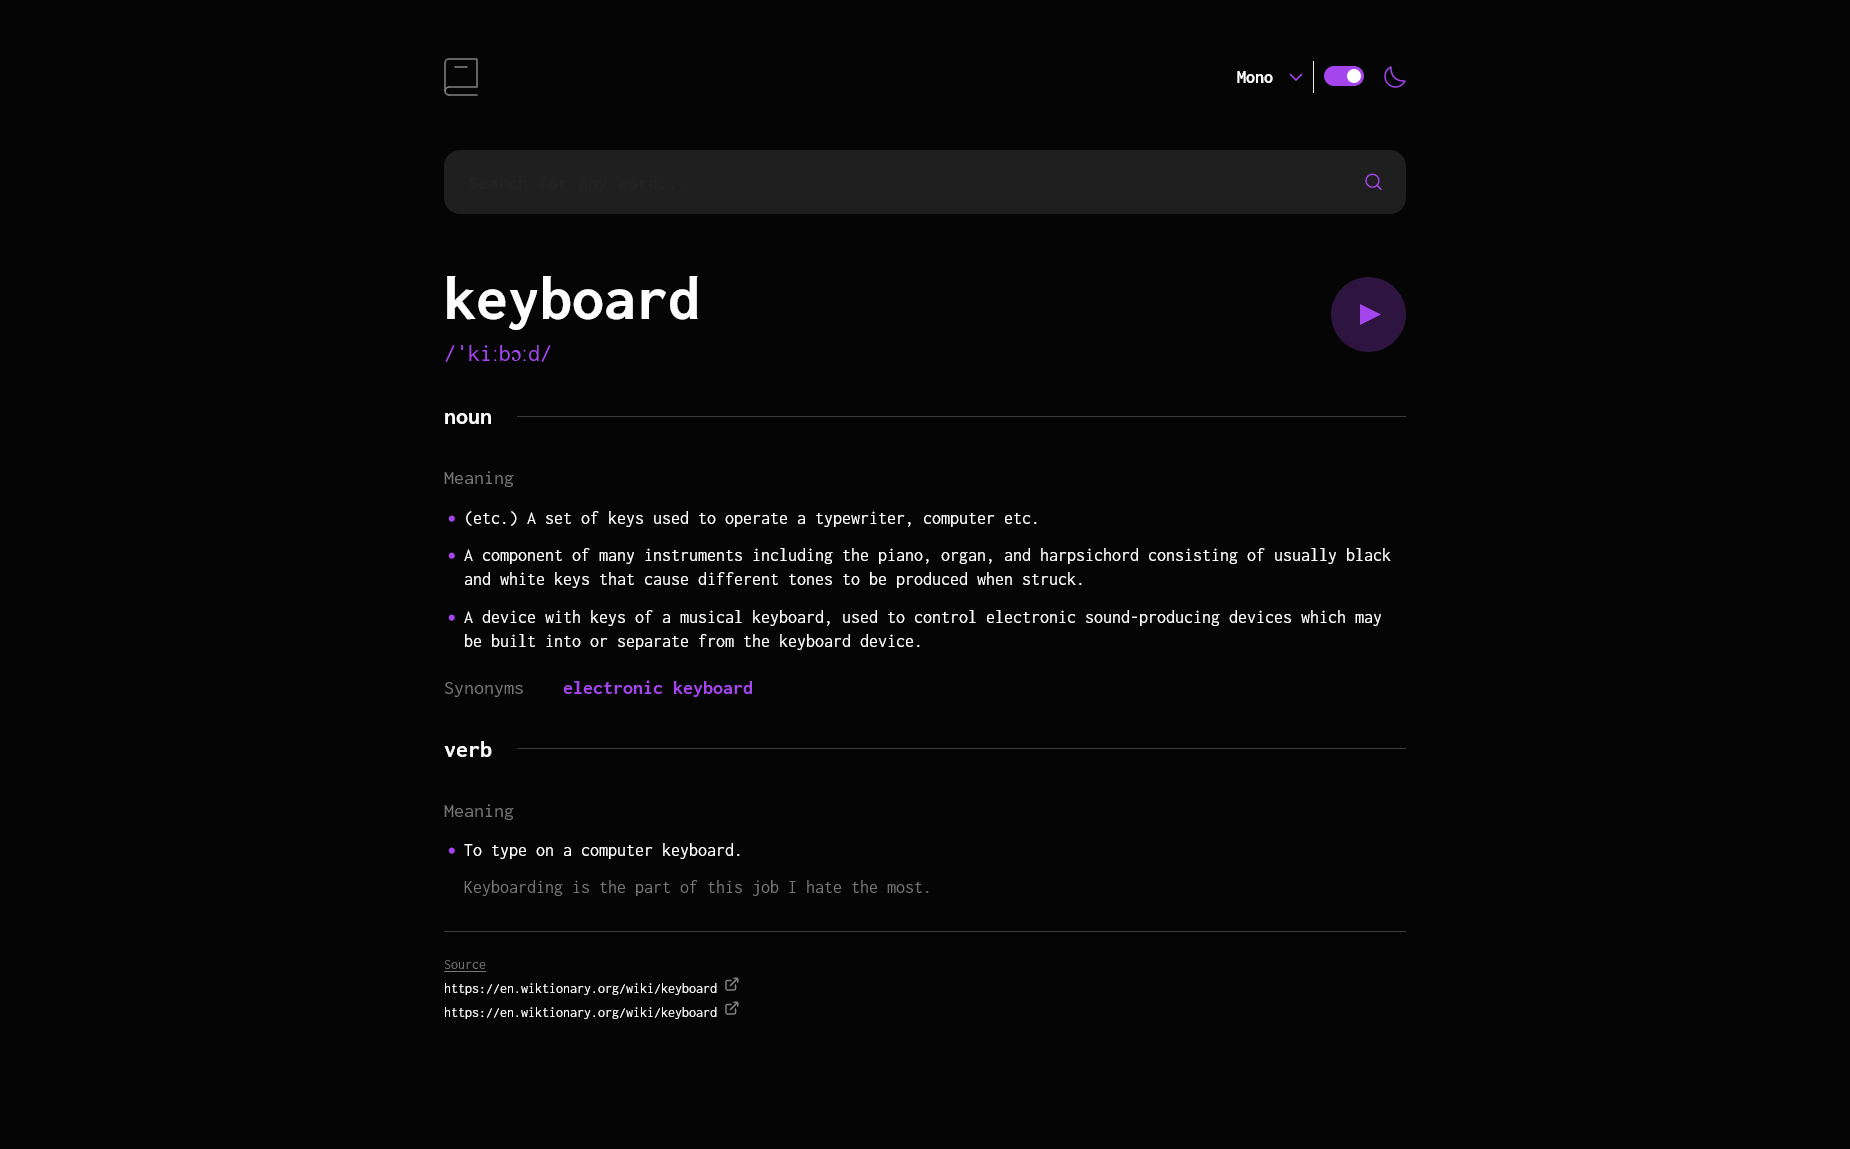 Mono
Search for any word
keyboard
/ˈkiːbɔːd/
noun
Meaning
(etc.) A set of keys used to operate a typewriter, computer etc.
A component of many instruments including the piano, organ, and harpsichord consisting of usually black
and white keys that cause different tones to be produced when struck.
A device with keys of a musical keyboard, used to control electronic sound-producing devices which may
be built into or separate from the keyboard device.
Synonyms electronic keyboard
verb
Meaning
To type on a computer keyboard.
Keyboarding is the part of this job I hate the most.
Source
https://en.wiktionary.org/wiki/keyboard
https://en.wiktionary.org/wiki/keyboard